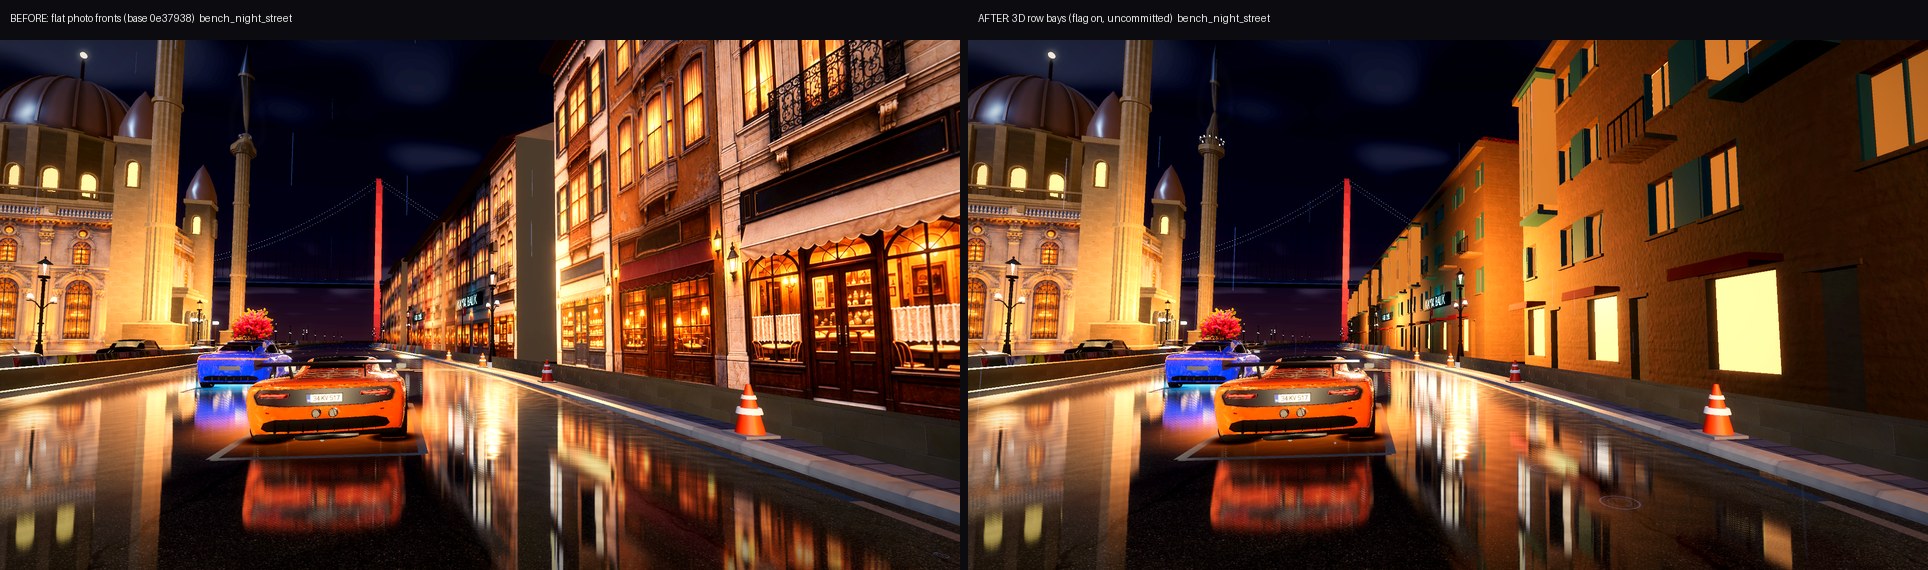 BEFORE: flat photo fronts (base 0e37938)  bench_night_street
AFTER: 3D row bays (flag on, uncommitted)  bench_night_street